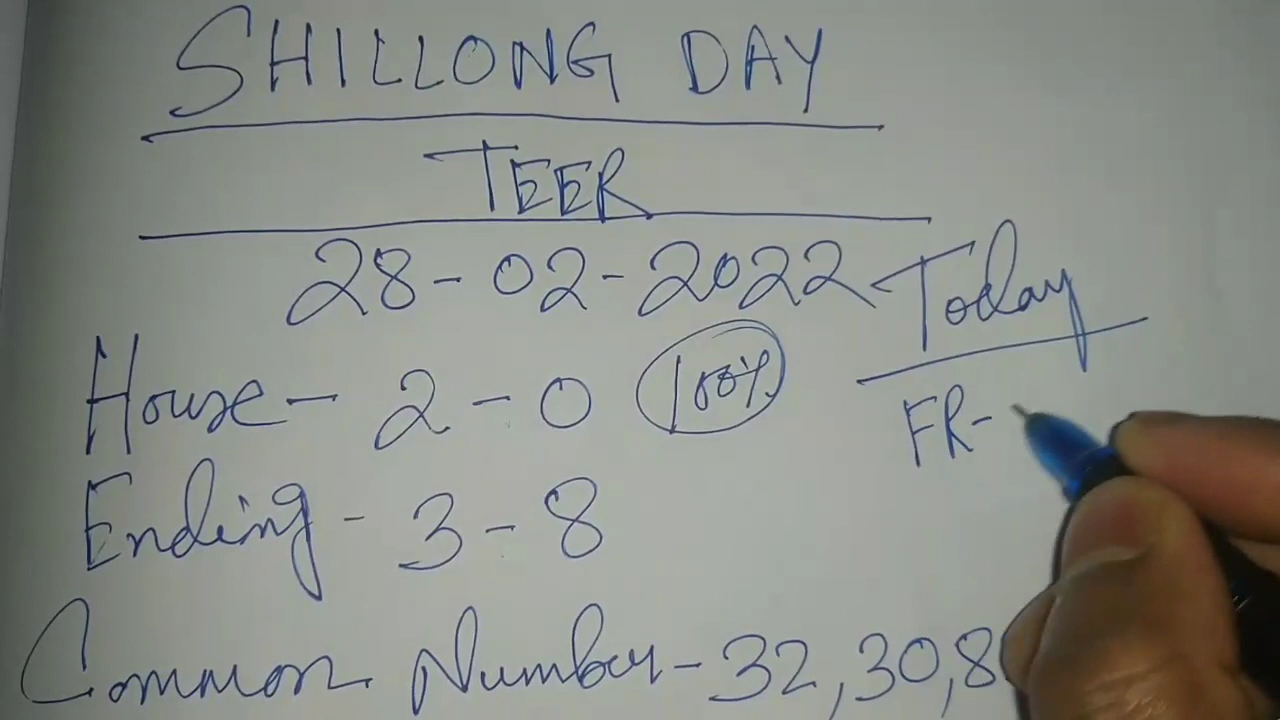 SHILLONG DAY
TEER
28-02-2022 Today
House - 2 - 0 100% FR-
Ending - 3 - 8
Common Number - 32, 30, 8